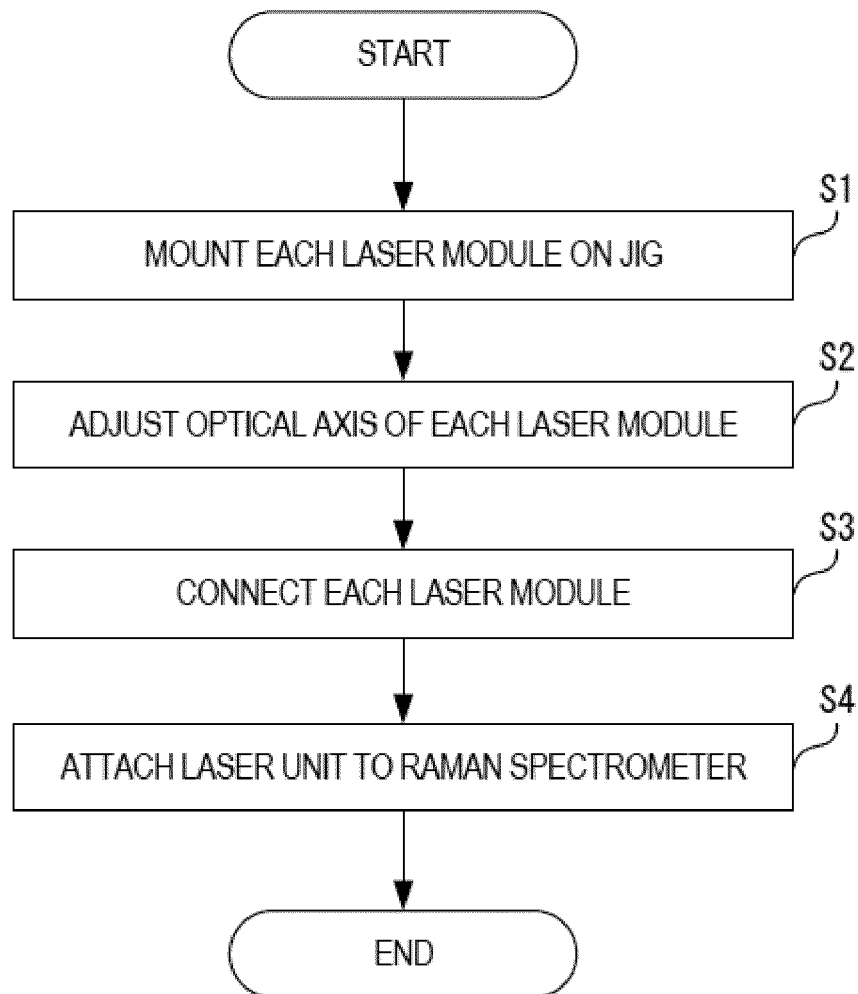 START
S1
MOUNT EACH LASER MODULE ON JIG
S2
ADJUST OPTICAL AXIS OF EACH LASER MODULE
S3
CONNECT EACH LASER MODULE
S4
ATTACH LASER UNIT TO RAMAN SPECTROMETER
END